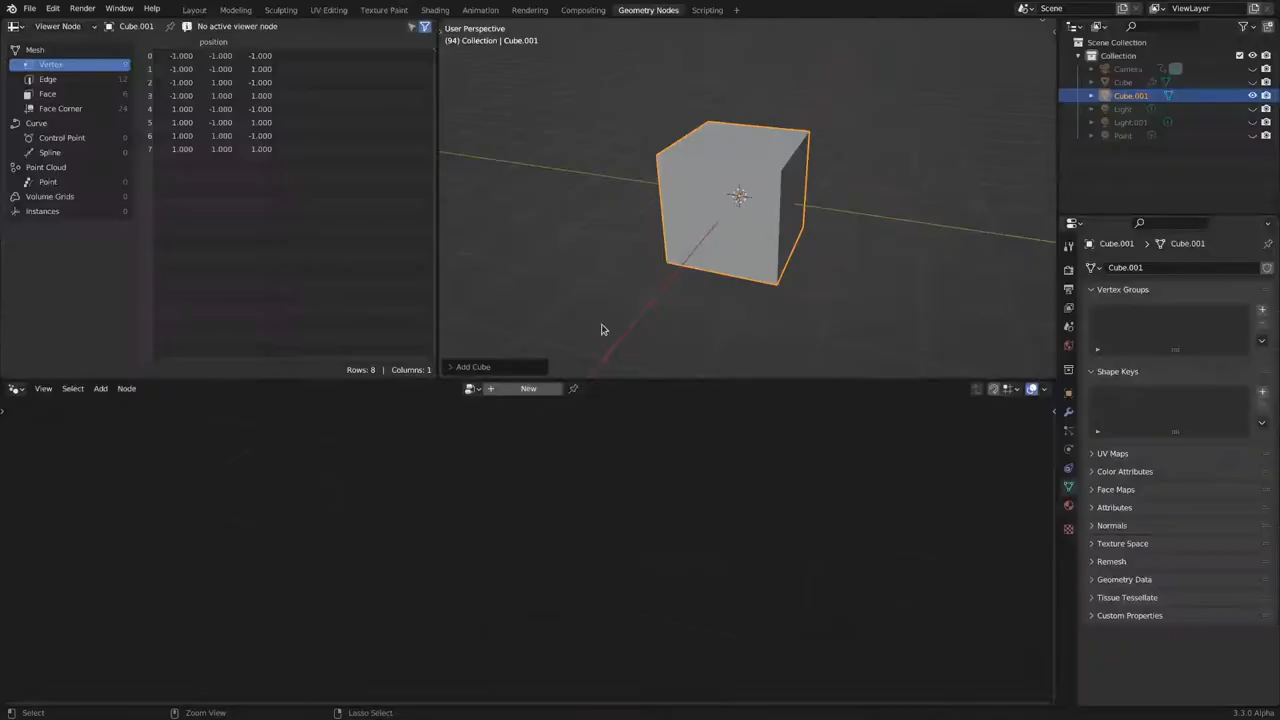 File Edit Render Window Help Layout Modeling Sculpting UV Editing Texture Paint Shading Animation Rendering Compositing Geometry Nodes Scripting Scene ViewLayer
Viewer Node Cube.001 No active viewer node
User Perspective
(94) Collection | Cube.001
position
Mesh
Vertex
Edge 12
Face 6
Face Corner 24
Curve
Control Point 0
Spline 0
Point Cloud
Point 0
Volume Grids 0
Instances 0
0 -1.000 -1.000 -1.000
1 -1.000 -1.000 1.000
2 -1.000 1.000 -1.000
3 -1.000 1.000 1.000
4 1.000 -1.000 -1.000
5 1.000 -1.000 1.000
6 1.000 1.000 -1.000
7 1.000 1.000 1.000
Rows: 8 | Columns: 1
Add Cube
Scene Collection
Collection
Camera
Cube
Cube.001
Light
Light.001
Point
Cube.001 Cube.001
Cube.001
Vertex Groups
Shape Keys
UV Maps
Color Attributes
Face Maps
Attributes
Normals
Texture Space
Remesh
Geometry Data
Tissue Tessellate
Custom Properties
View Select Add Node New
Select Zoom View Lasso Select 3.3.0 Alpha